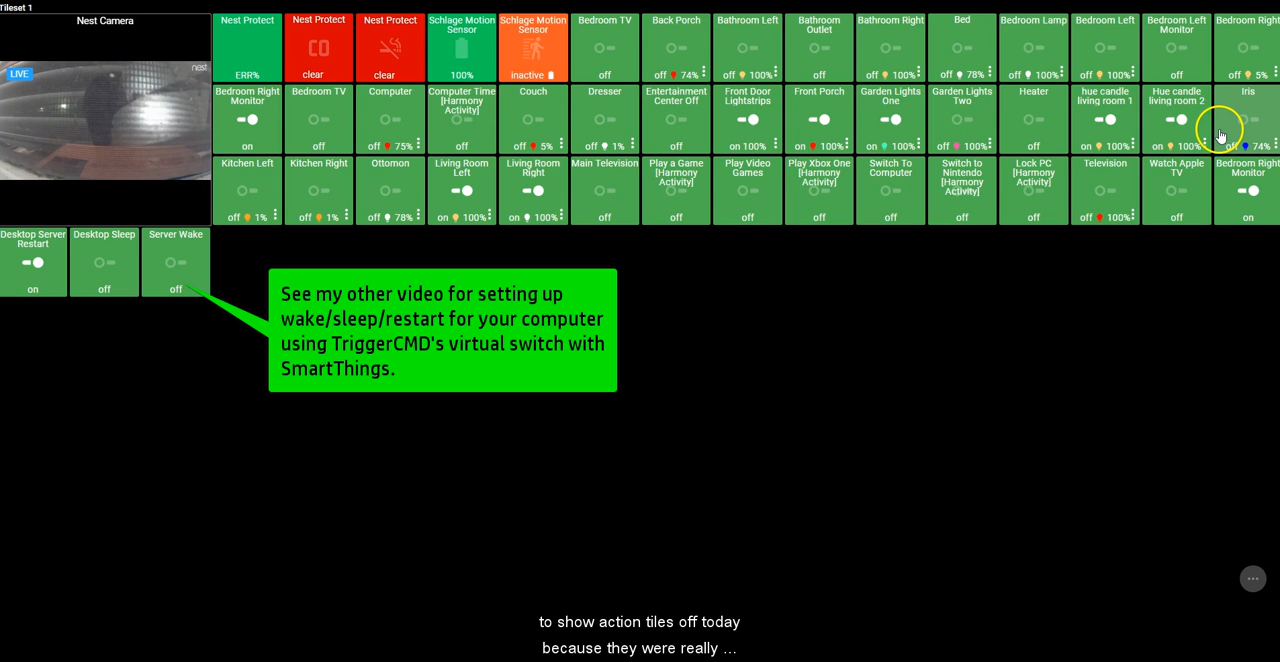 Tileset 1
Nest Camera
LIVE
nest
Nest Protect
ERR%
Nest Protect
CO
clear
Nest Protect
clear
Schlage Motion
Sensor
100%
Schlage Motion
Sensor
inactive
Bedroom TV
off
Back Porch
off 74%
Bathroom Left
off 100%
Bathroom
Outlet
off
Bathroom Right
off 100%
Bed
off 78%
Bedroom Lamp
off 100%
Bedroom Left
off 100%
Bedroom Left
Monitor
off
Bedroom Right
off 5%
Bedroom Right
Monitor
on
Bedroom TV
off
Computer
off 75%
Computer Time
[Harmony
Activity]
off
Couch
off 5%
Dresser
off 1%
Entertainment
Center Off
off
Front Door
Lightstrips
on 100%
Front Porch
on 100%
Garden Lights
One
on 100%
Garden Lights
Two
off 100%
Heater
off
hue candle
living room 1
on 100%
Hue candle
living room 2
on 100%
Iris
off 74%
Kitchen Left
off 1%
Kitchen Right
off 1%
Ottomon
off 78%
Living Room
Left
on 100%
Living Room
Right
on 100%
Main Television
off
Play a Game
[Harmony
Activity]
off
Play Video
Games
off
Play Xbox One
[Harmony
Activity]
off
Switch To
Computer
off
Switch to
Nintendo
[Harmony
Activity]
off
Lock PC
[Harmony
Activity]
off
Television
off 100%
Watch Apple
TV
off
Bedroom Right
Monitor
on
Desktop Server
Restart
on
Desktop Sleep
off
Server Wake
off
See my other video for setting up
wake/sleep/restart for your computer
using TriggerCMD's virtual switch with
SmartThings.
to show action tiles off today
because they were really ...